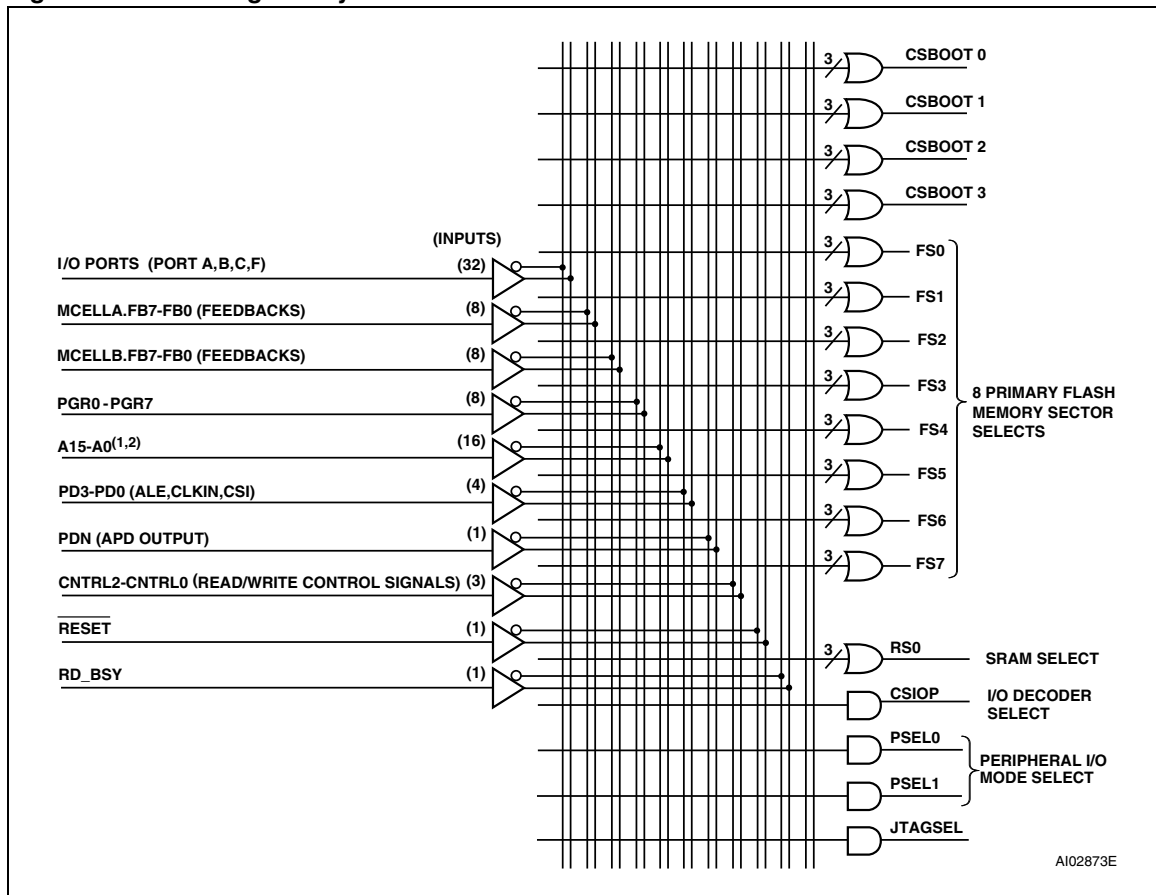 3 CSBOOT 0
3 CSBOOT 1
3 CSBOOT 2
3 CSBOOT 3
(INPUTS)
I/O PORTS (PORT A,B,C,F) (32)
MCELLA.FB7-FB0 (FEEDBACKS) (8)
MCELLB.FB7-FB0 (FEEDBACKS) (8)
PGR0 - PGR7 (8)
A15-A0(1,2) (16)
PD3-PD0 (ALE,CLKIN,CSI) (4)
PDN (APD OUTPUT) (1)
CNTRL2-CNTRL0 (READ/WRITE CONTROL SIGNALS) (3)
RESET (1)
RD_BSY (1)
3 FS0
3 FS1
3 FS2
3 FS3
3 FS4
3 FS5
3 FS6
3 FS7
8 PRIMARY FLASH
MEMORY SECTOR
SELECTS
3 RS0
SRAM SELECT
CSIOP
I/O DECODER
SELECT
PSEL0
PSEL1
PERIPHERAL I/O
MODE SELECT
JTAGSEL
AI02873E